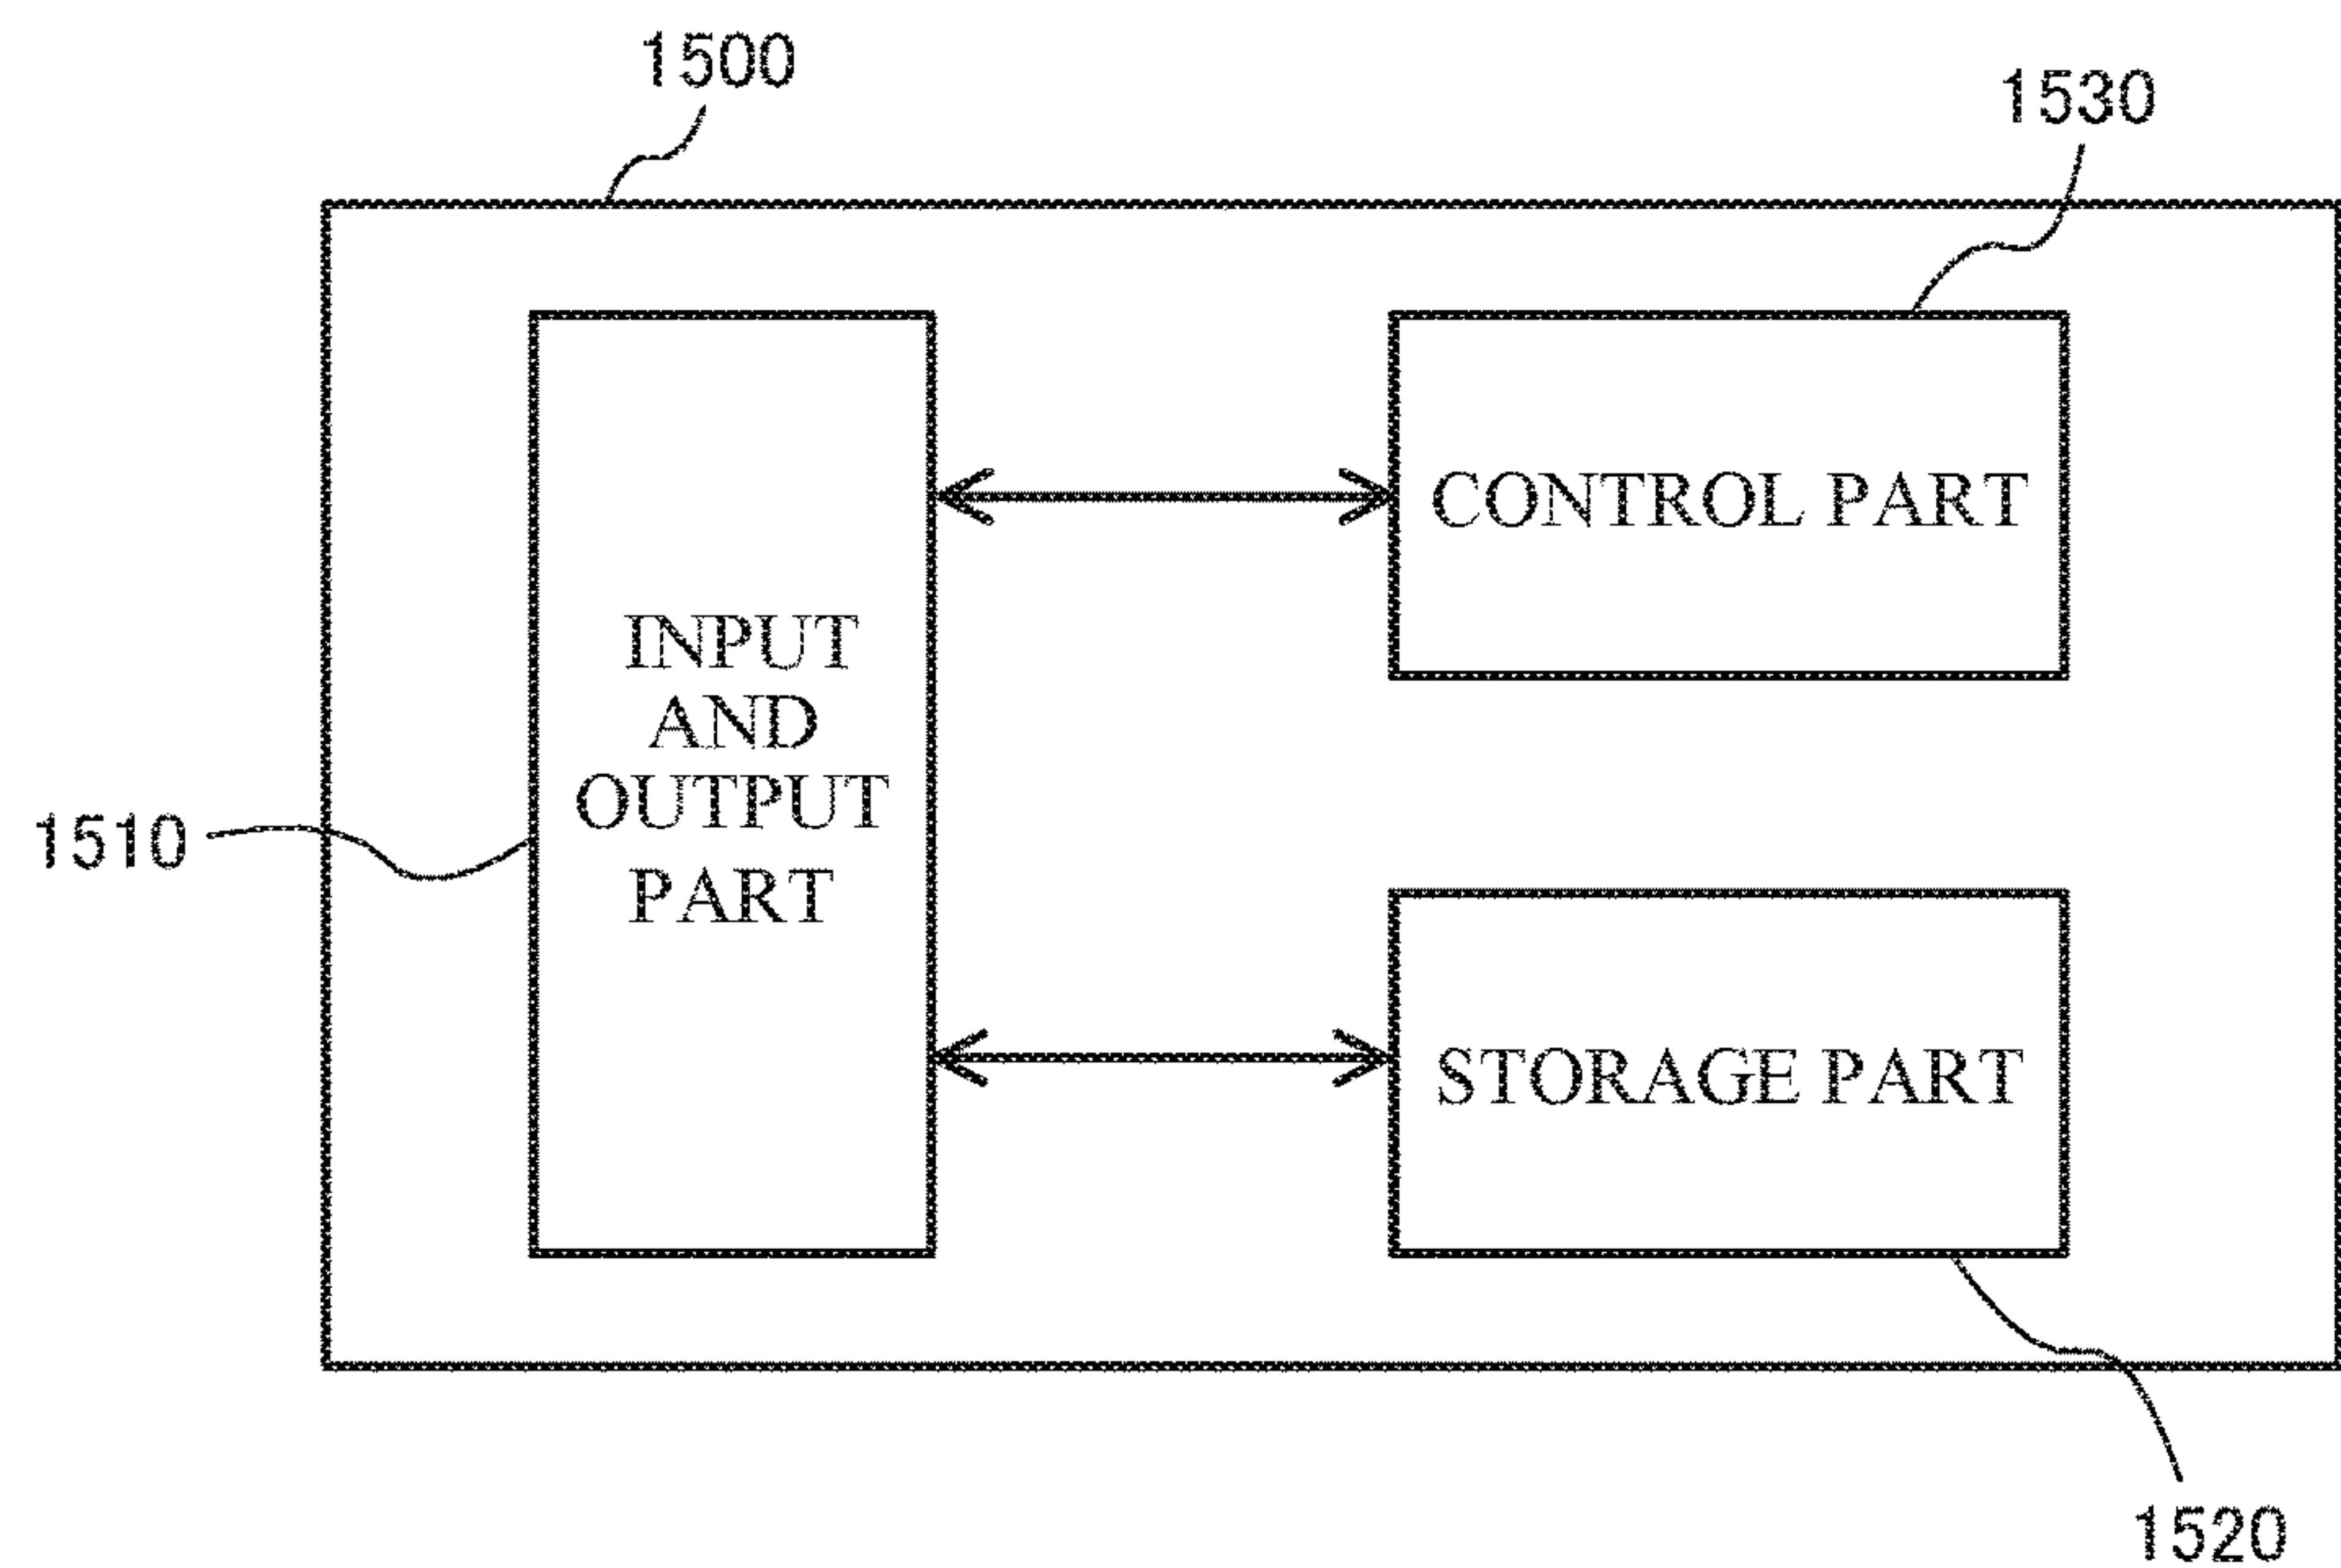 1500
1530
CONTROL PART
INPUT
AND
OUTPUT
PART
1510
STORAGE PART
1520